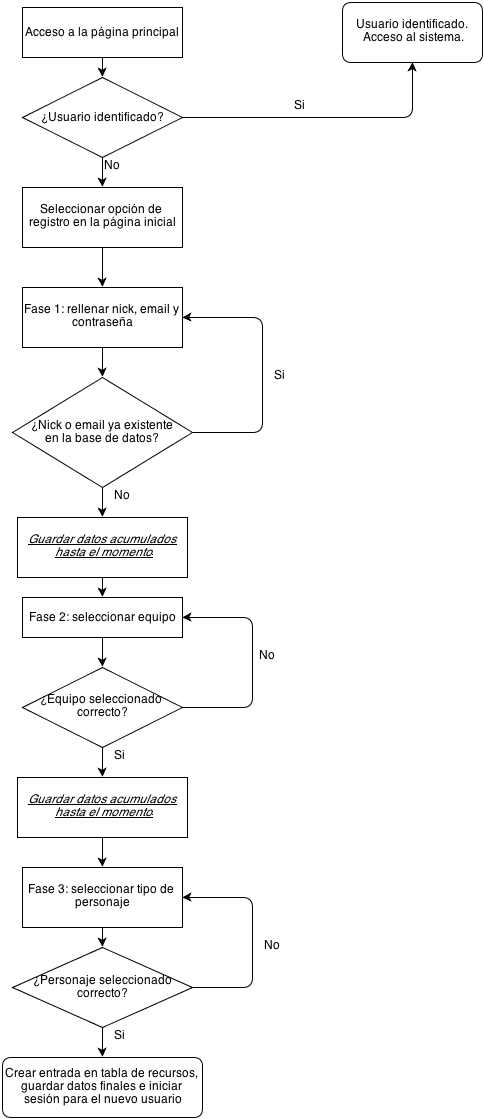 Acceso a la página principal
Usuario identificado.
Acceso al sistema.
¿Usuario identificado?
Si
No
Seleccionar opción de
registro en la página inicial
Fase 1: rellenar nick, email y
contraseña
Si
¿Nick o email ya existente
en la base de datos?
No
Guardar datos acumulados
hasta el momento
Fase 2: seleccionar equipo
No
¿Equipo seleccionado
correcto?
Si
Guardar datos acumulados
hasta el momento
Fase 3: seleccionar tipo de
personaje
No
¿Personaje seleccionado
correcto?
Si
Crear entrada en tabla de recursos,
guardar datos finales e iniciar
sesión para el nuevo usuario